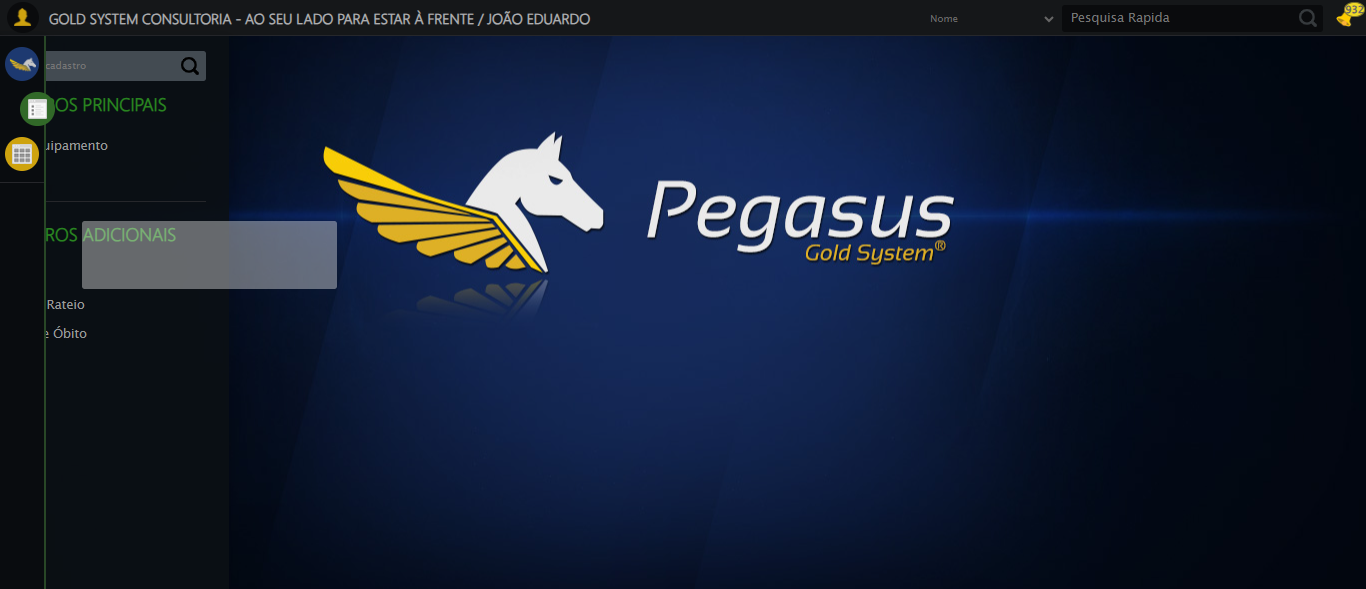 GOLD SYSTEM CONSULTORIA - AO SEU LADO PARA ESTAR À FRENTE / JOÃO EDUARDO
Nome
Pesquisa Rapida
932
cadastro
OS PRINCIPAIS
uipamento
ROS ADICIONAIS
Rateio
e Óbito
Pegasus
Gold System®